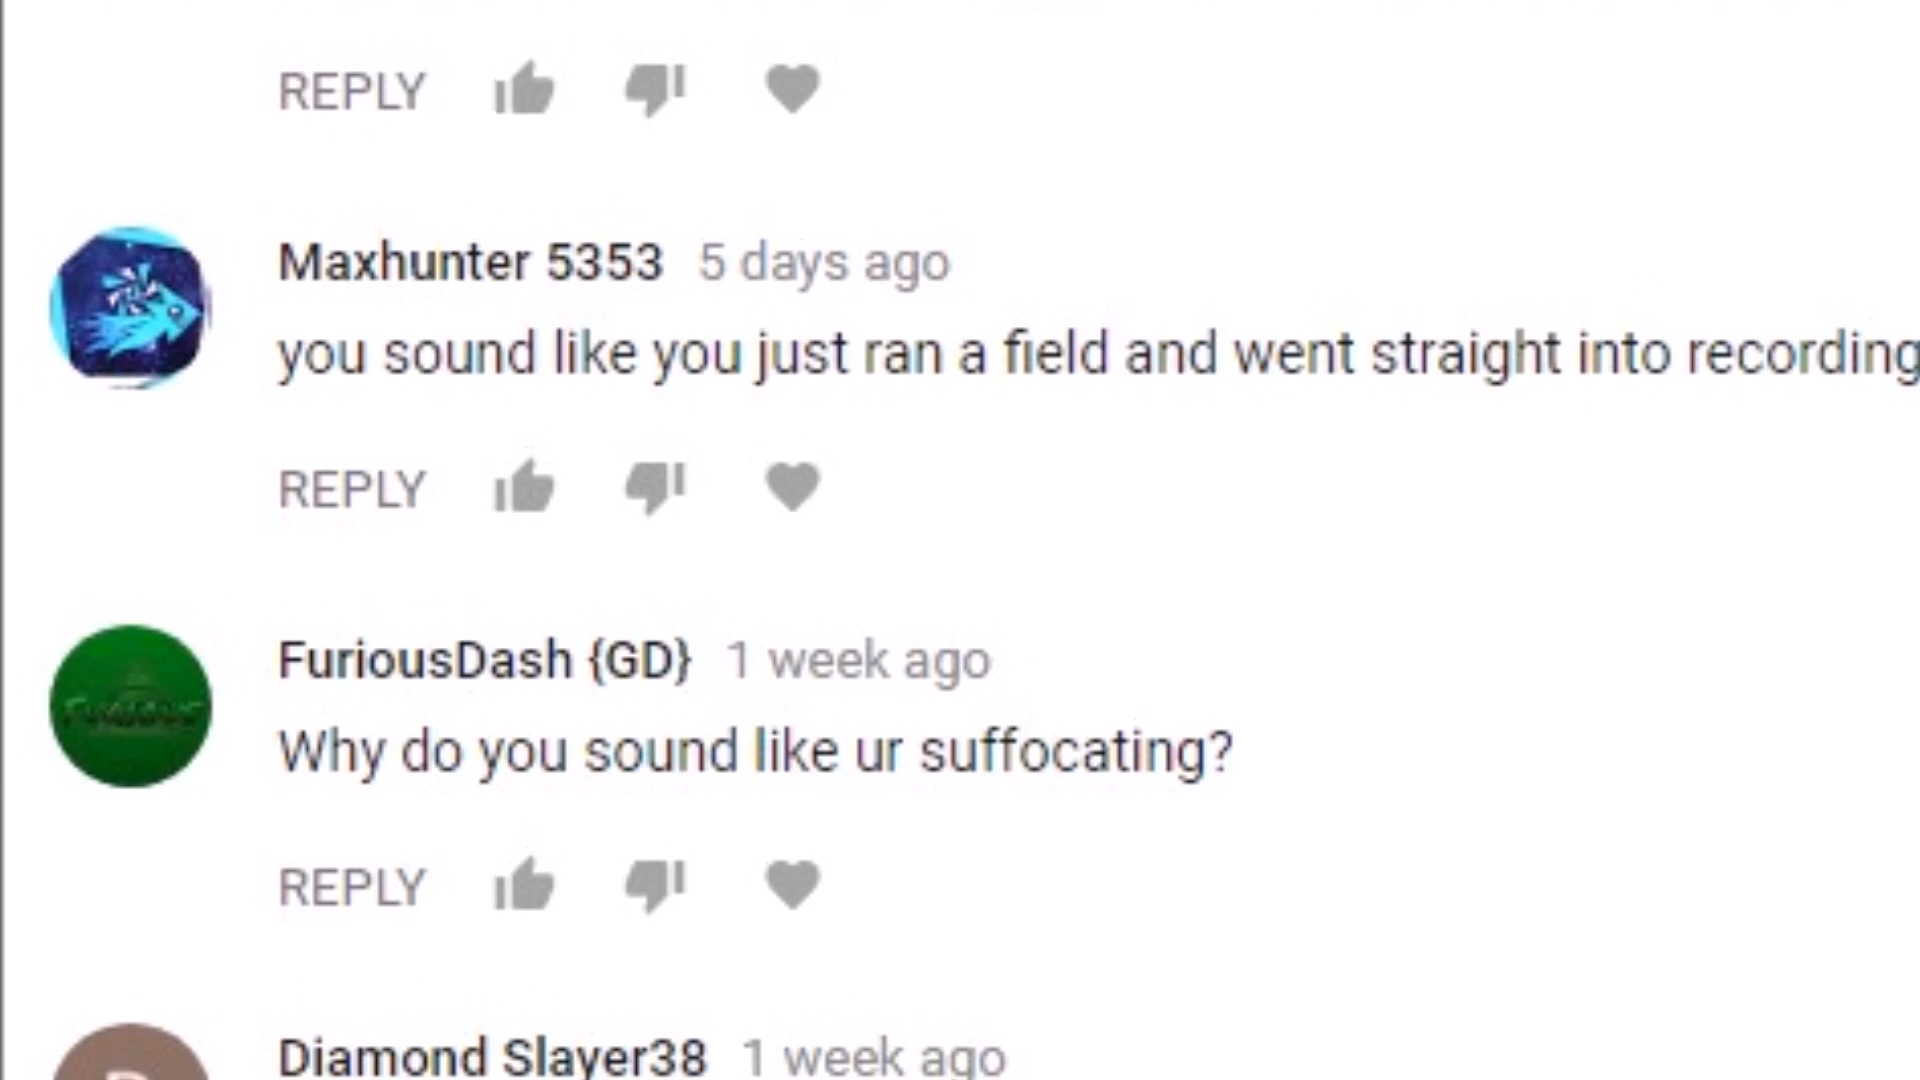 REPLY
Maxhunter 5353 5 days ago
you sound like you just ran a field and went straight into recording
REPLY
FuriousDash {GD} 1 week ago
Why do you sound like ur suffocating?
REPLY
Diamond Slayer38 1 week ago